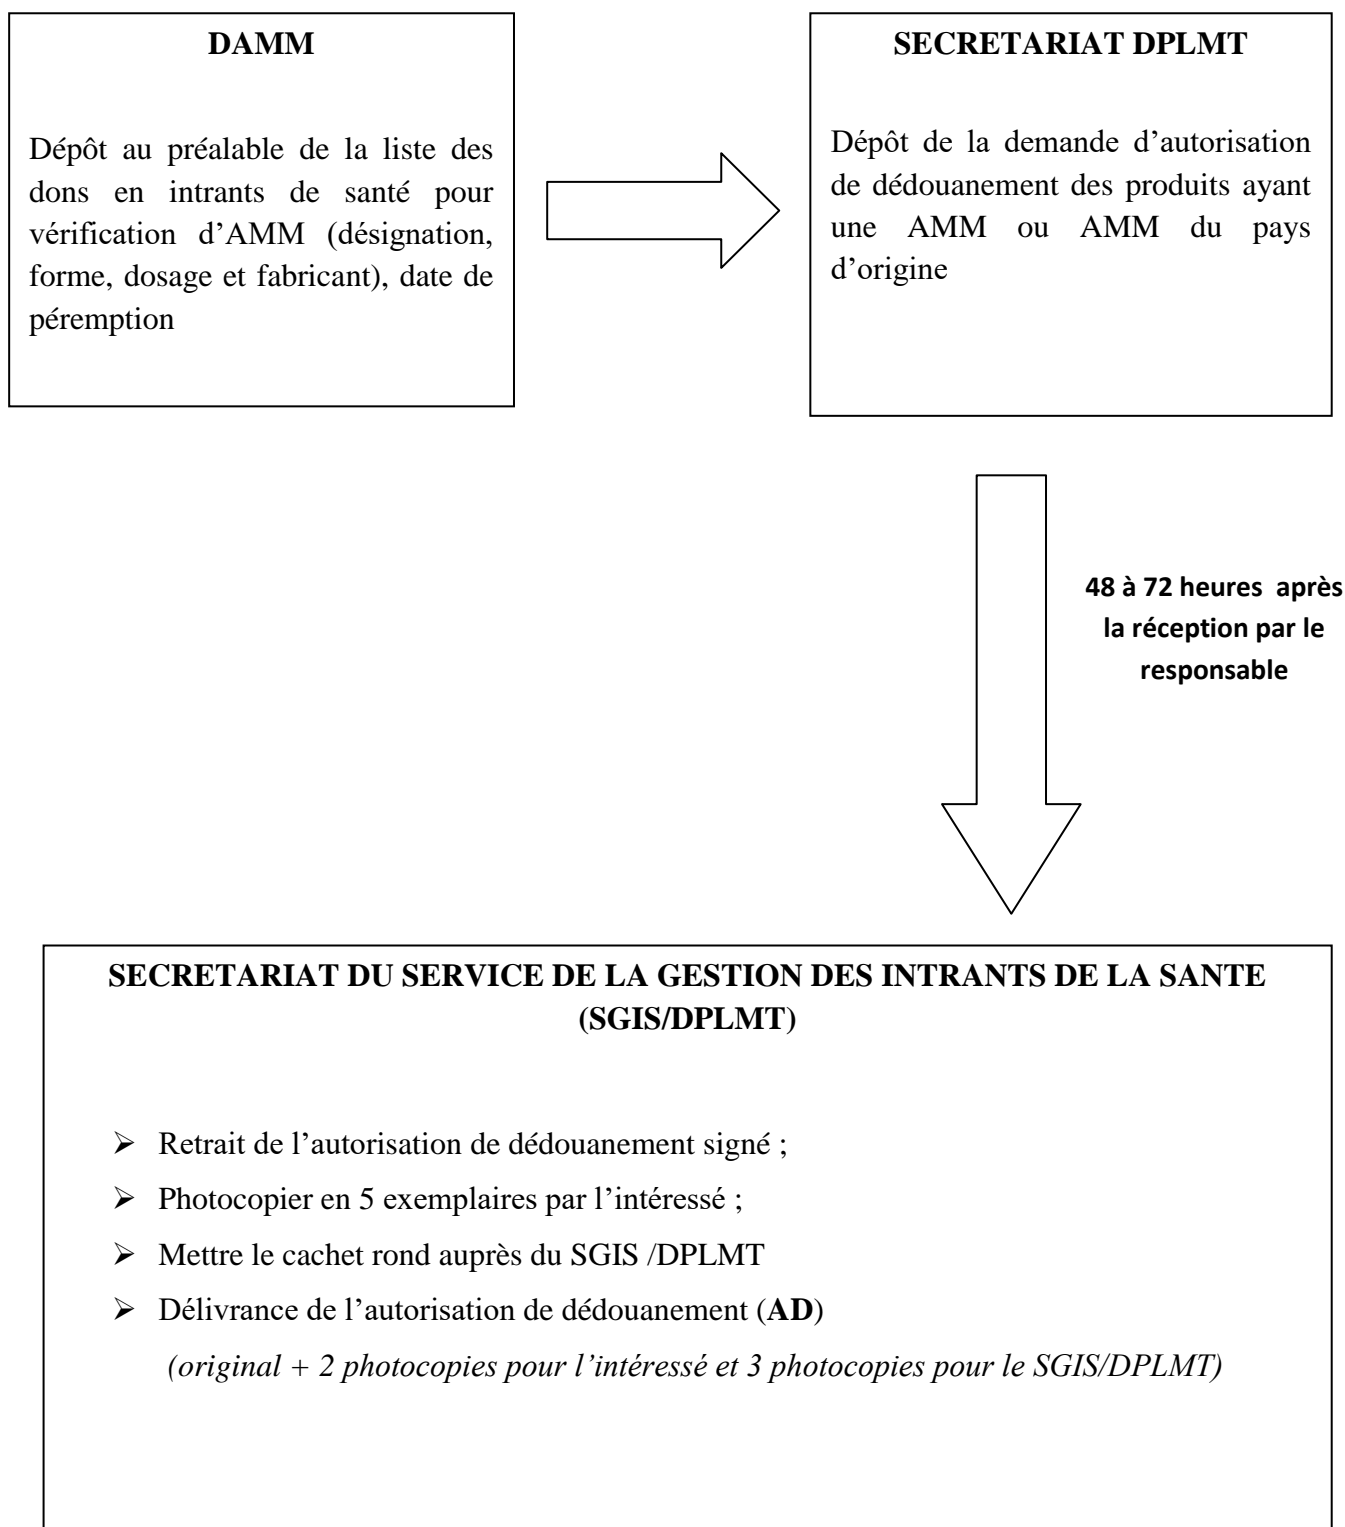 DAMM
Dépôt au préalable de la liste des
dons en intrants de santé pour
vérification d’AMM (désignation,
forme, dosage et fabricant), date de
péremption
SECRETARIAT DPLMT
Dépôt de la demande d’autorisation
de dédouanement des produits ayant
une AMM ou AMM du pays
d’origine
48 à 72 heures après
la réception par le
responsable
SECRETARIAT DU SERVICE DE LA GESTION DES INTRANTS DE LA SANTE
(SGIS/DPLMT)
➢ Retrait de l’autorisation de dédouanement signé ;
➢ Photocopier en 5 exemplaires par l’intéressé ;
➢ Mettre le cachet rond auprès du SGIS /DPLMT
➢ Délivrance de l’autorisation de dédouanement (AD)
(original + 2 photocopies pour l’intéressé et 3 photocopies pour le SGIS/DPLMT)